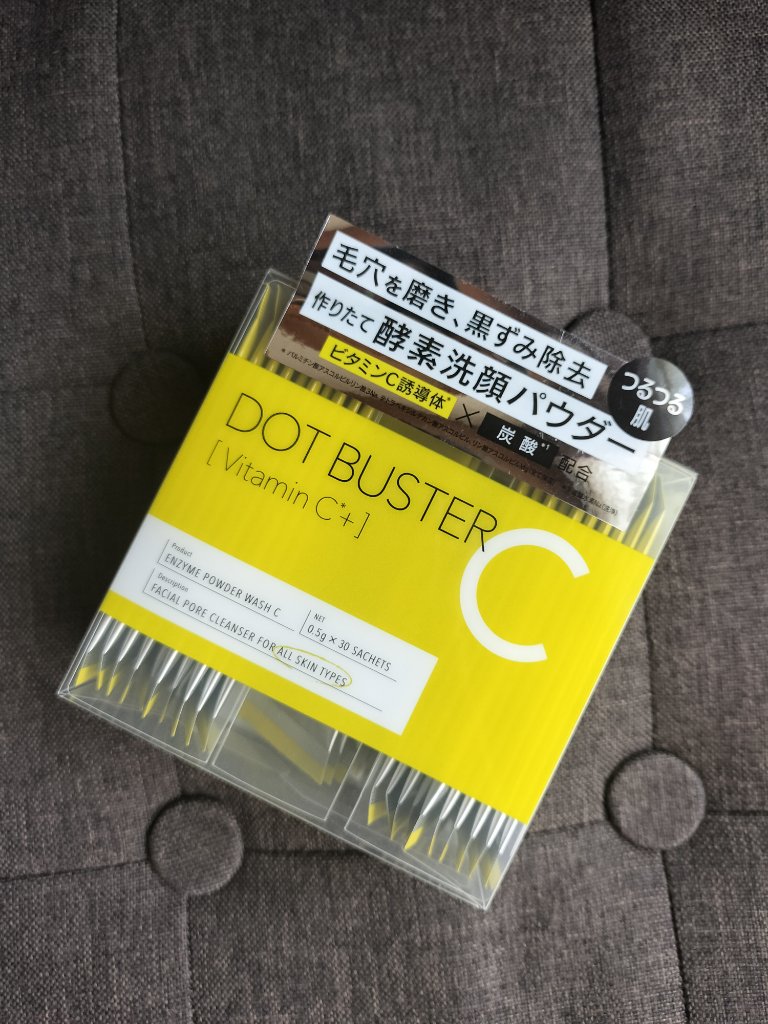 毛穴を磨き、黒ずみ除去
作りたて 酵素洗顔パウダー
つるつる
肌
ビタミンC誘導体* × 炭酸*¹ 配合
DOT BUSTER C
[Vitamin C*+]
Product
ENZYME POWDER WASH C
NET
0.5g × 30 SACHETS
Description
FACIAL PORE CLEANSER FOR ALL SKIN TYPES